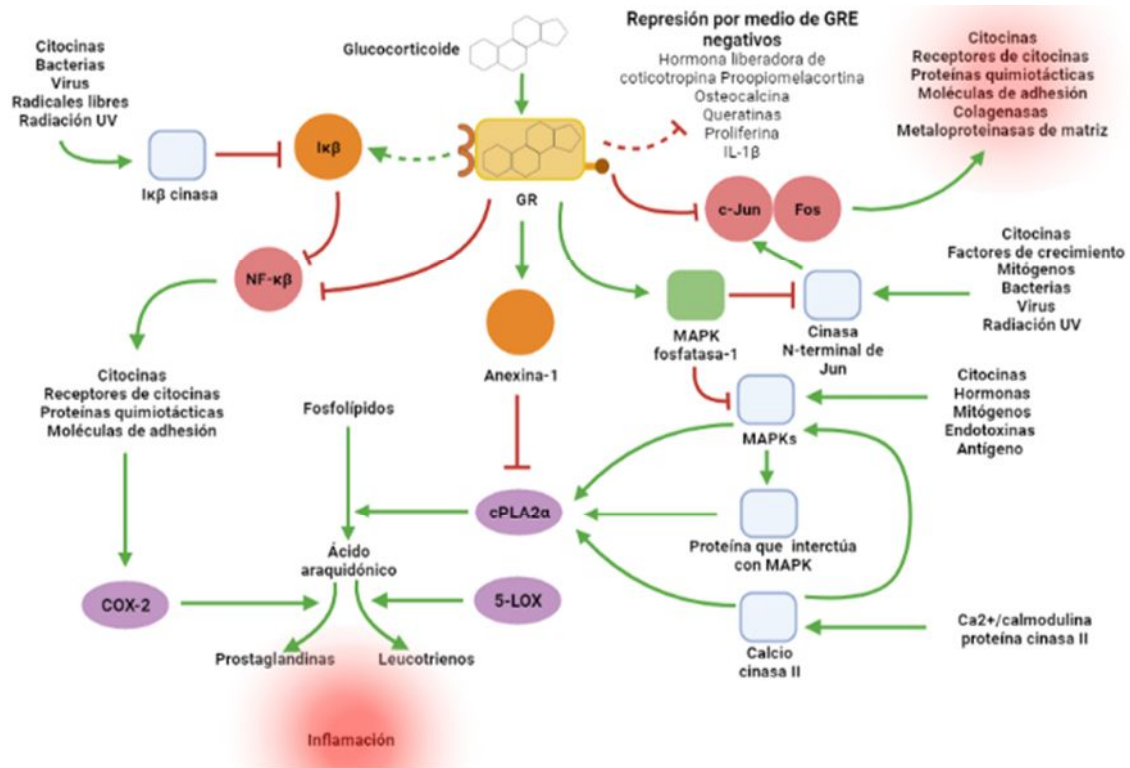 Citocinas
Bacterias
Virus
Radicales libres
Radiación UV
Iκβ cinasa
Iκβ
NF-κβ
Glucocorticoide
GR
Represión por medio de GRE
negativos
Hormona liberadora de
coticotropina Proopiomelacortina
Osteocalcina
Queratinas
Proliferina
IL-1β
Citocinas
Receptores de citocinas
Proteínas quimiotácticas
Moléculas de adhesión
Colagenasas
Metaloproteinasas de matriz
c-Jun
Fos
Citocinas
Factores de crecimiento
Mitógenos
Bacterias
Virus
Radiación UV
MAPK
fosfatasa-1
Cinasa
N-terminal de
Jun
Anexina-1
Citocinas
Receptores de citocinas
Proteínas quimiotácticas
Moléculas de adhesión
Fosfolípidos
MAPKs
Citocinas
Hormonas
Mitógenos
Endotoxinas
Antígeno
cPLA2α
Proteína que interctúa
con MAPK
Ácido
araquidónico
COX-2
5-LOX
Calcio
cinasa II
Ca2+/calmodulina
proteína cinasa II
Prostaglandinas
Leucotrienos
Inflamación